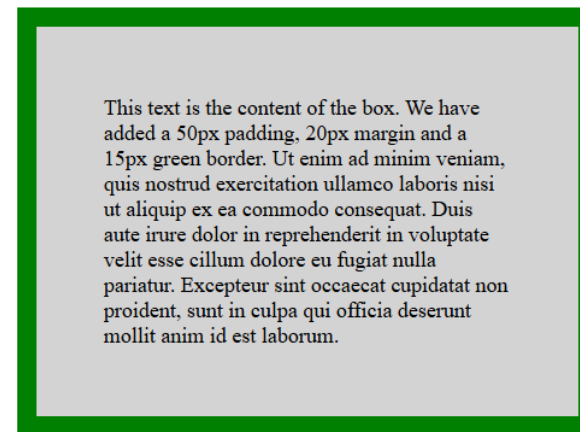 This text is the content of the box. We have
added a 50px padding, 20px margin and a
15px green border. Ut enim ad minim veniam,
quis nostrud exercitation ullamco laboris nisi
ut aliquip ex ea commodo consequat. Duis
aute irure dolor in reprehenderit in voluptate
velit esse cillum dolore eu fugiat nulla
pariatur. Excepteur sint occaecat cupidatat non
proident, sunt in culpa qui officia deserunt
mollit anim id est laborum.